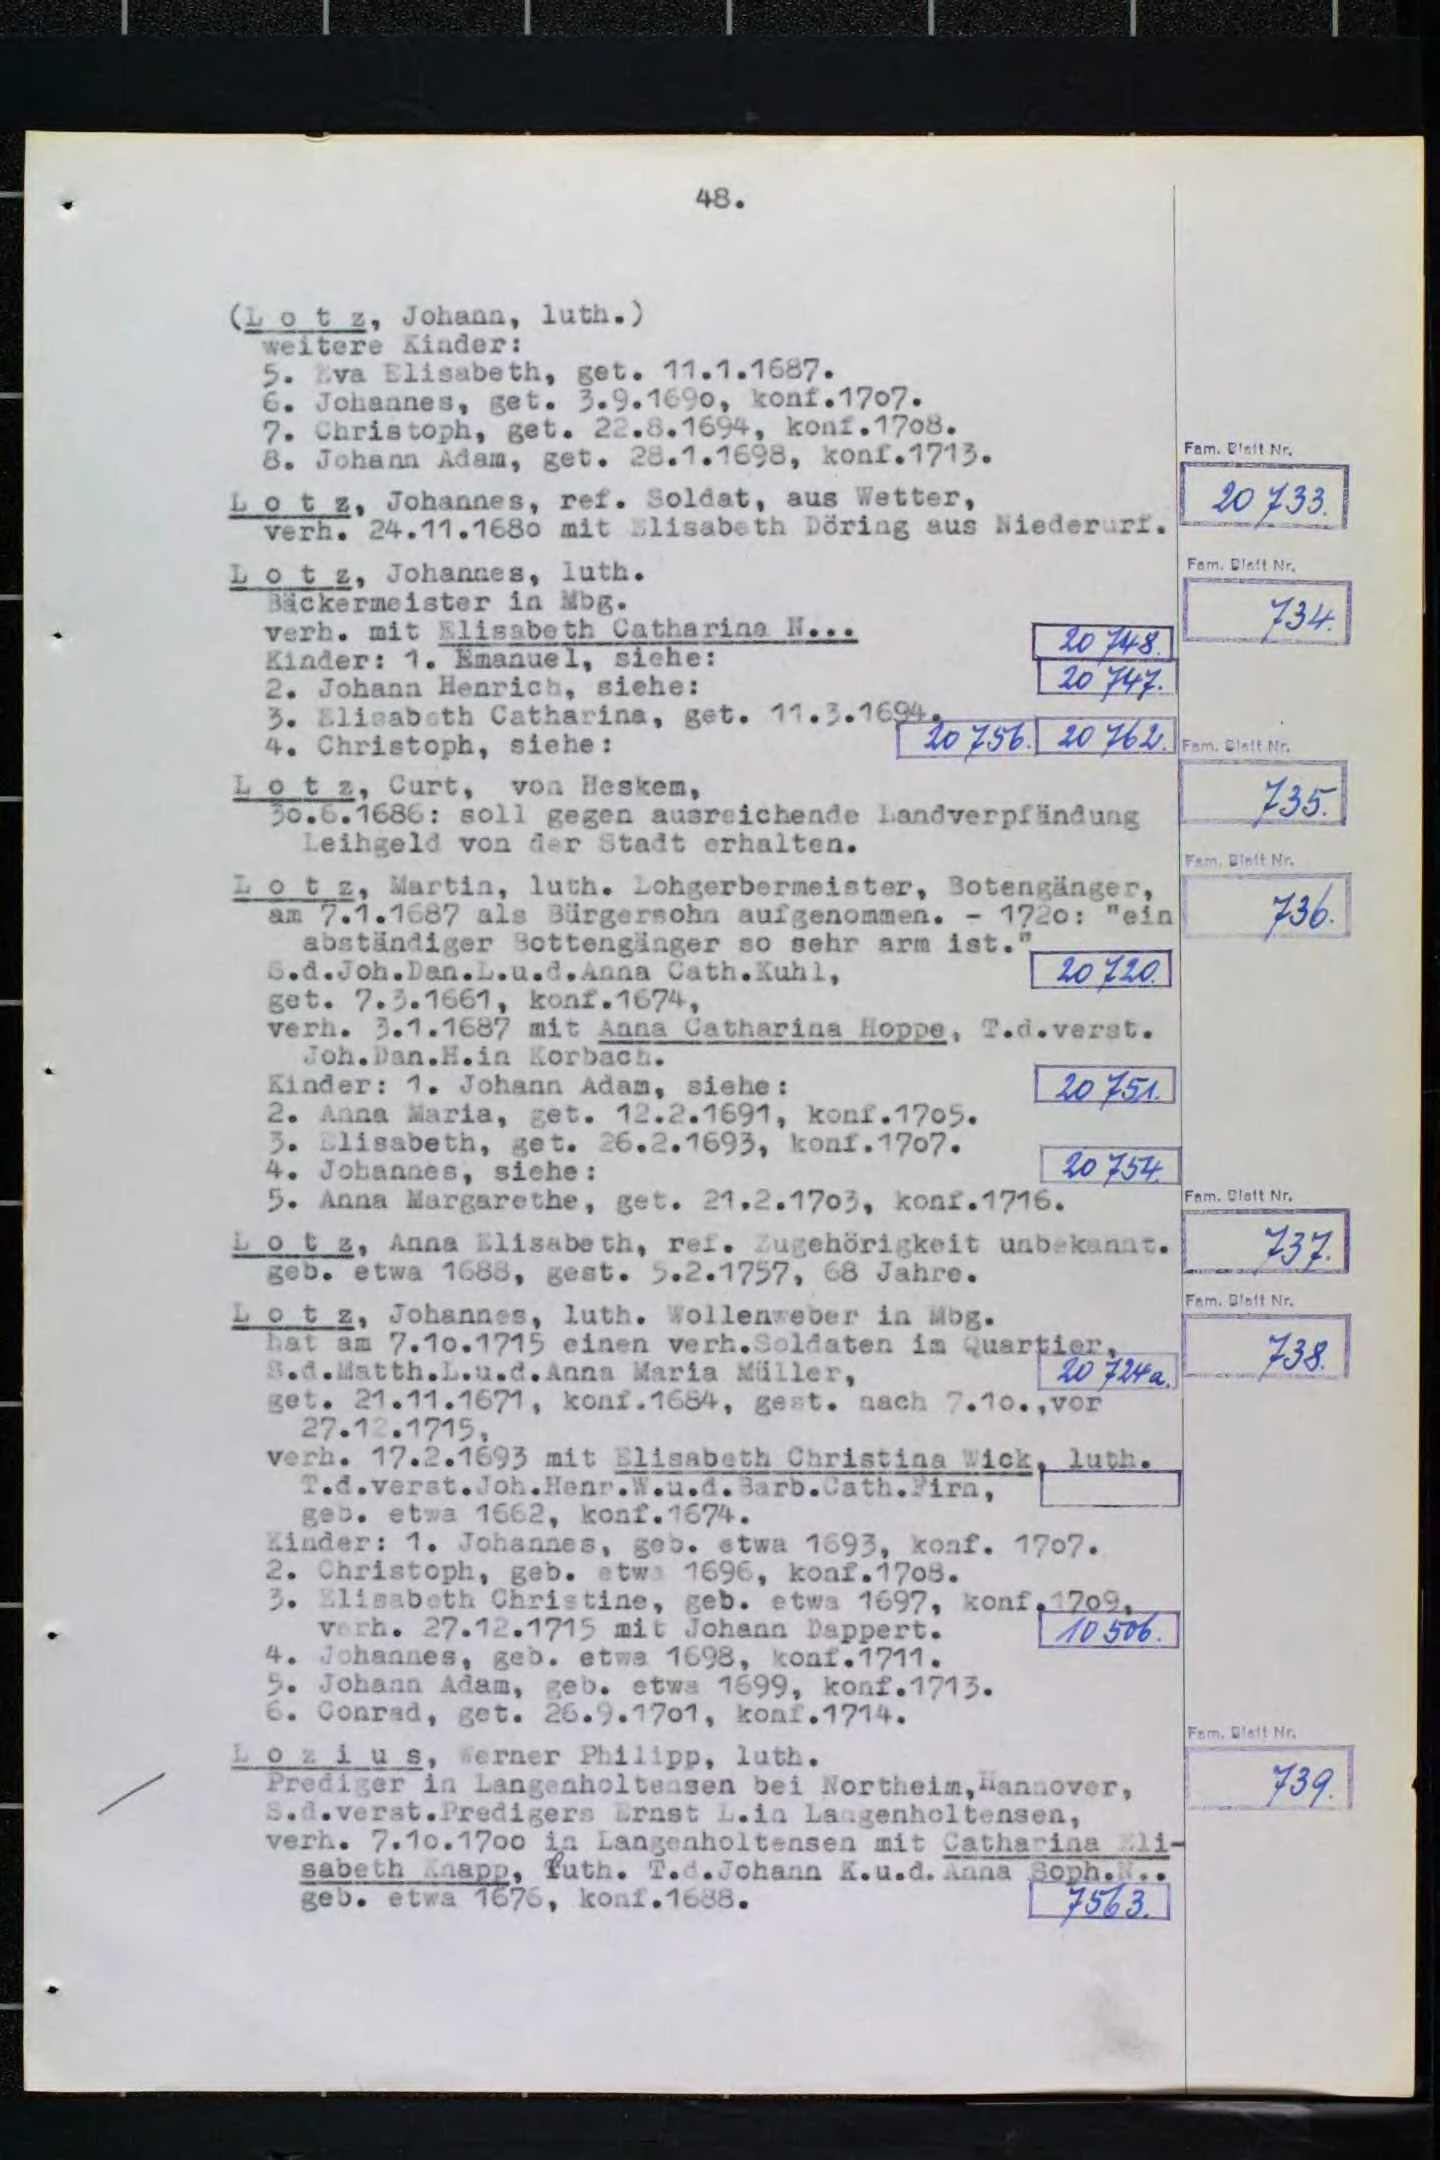 48.
(L o t z, Johann, luth.)
weitere Kinder:
5. Eva Elisabeth, get. 11.1.1687.
6. Johannes, get. 3.9.169o, konf.17o7.
7. Christoph, get. 22.8.1694, konf.17o8.
8. Johann Adam, get. 28.1.1698, konf.1713.
Fam. Blatt Nr.
L o t z, Johannes, ref. Soldat, aus Wetter,
20 733.
verh. 24.11.168o mit Elisabeth Döring aus Niederurf.
Fam. Blatt Nr.
L o t z, Johannes, luth.
Bäckermeister in Mbg.
734.
verh. mit Elisabeth Catharina N...
20 748.
Kinder: 1. Emanuel, siehe:
2. Johann Henrich, siehe:
20 747.
3. Elisabeth Catharina, get. 11.3.1694.
4. Christoph, siehe:
20 756. 20 762.
Fam. Blatt Nr.
L o t z, Curt, von Heskem,
735.
3o.6.1686: soll gegen ausreichende Landverpfändung
Leihgeld von der Stadt erhalten.
Fam. Blatt Nr.
L o t z, Martin, luth. Lohgerbermeister, Botengänger,
736.
am 7.1.1687 als Bürgersohn aufgenommen. - 172o: "ein
abständiger Bottengänger so sehr arm ist."
S.d.Joh.Dan.L.u.d.Anna Cath.Kuhl,
20 720.
get. 7.3.1661, konf.1674,
verh. 3.1.1687 mit Anna Catharina Hoppe, T.d.verst.
Joh.Dan.H.in Korbach.
Kinder: 1. Johann Adam, siehe:
20 751.
2. Anna Maria, get. 12.2.1691, konf.17o5.
3. Elisabeth, get. 26.2.1693, konf.17o7.
4. Johannes, siehe:
20 754.
5. Anna Margarethe, get. 21.2.17o3, konf.1716.
Fam. Blatt Nr.
L o t z, Anna Elisabeth, ref. Zugehörigkeit unbekannt.
737.
geb. etwa 1688, gest. 5.2.1757, 68 Jahre.
Fam. Blatt Nr.
L o t z, Johannes, luth. Wollenweber in Mbg.
hat am 7.1o.1715 einen verh.Soldaten im Quartier,
738.
S.d.Matth.L.u.d.Anna Maria Müller,
20 724a.
get. 21.11.1671, konf.1684, gest. nach 7.1o.,vor
27.12.1715,
verh. 17.2.1693 mit Elisabeth Christina Wick, luth.
T.d.verst.Joh.Henr.W.u.d.Barb.Cath.Firn,
geb. etwa 1662, konf.1674.
Kinder: 1. Johannes, geb. etwa 1693, konf. 17o7.
2. Christoph, geb. etwa 1696, konf.17o8.
3. Elisabeth Christine, geb. etwa 1697, konf.17o9,
verh. 27.12.1715 mit Johann Dappert.
10 506.
4. Johannes, geb. etwa 1698, konf.1711.
5. Johann Adam, geb. etwa 1699, konf.1713.
6. Conrad, get. 26.9.17o1, konf.1714.
Fam. Blatt Nr.
L o z i u s, Werner Philipp, luth.
739.
Prediger in Langenholtensen bei Northeim,Hannover,
S.d.verst.Predigers Ernst L.in Langenholtensen,
verh. 7.1o.17oo in Langenholtensen mit Catharina Eli-
sabeth Knapp, luth. T.d.Johann K.u.d. Anna Soph.N..
geb. etwa 1676, konf.1688.
7563.